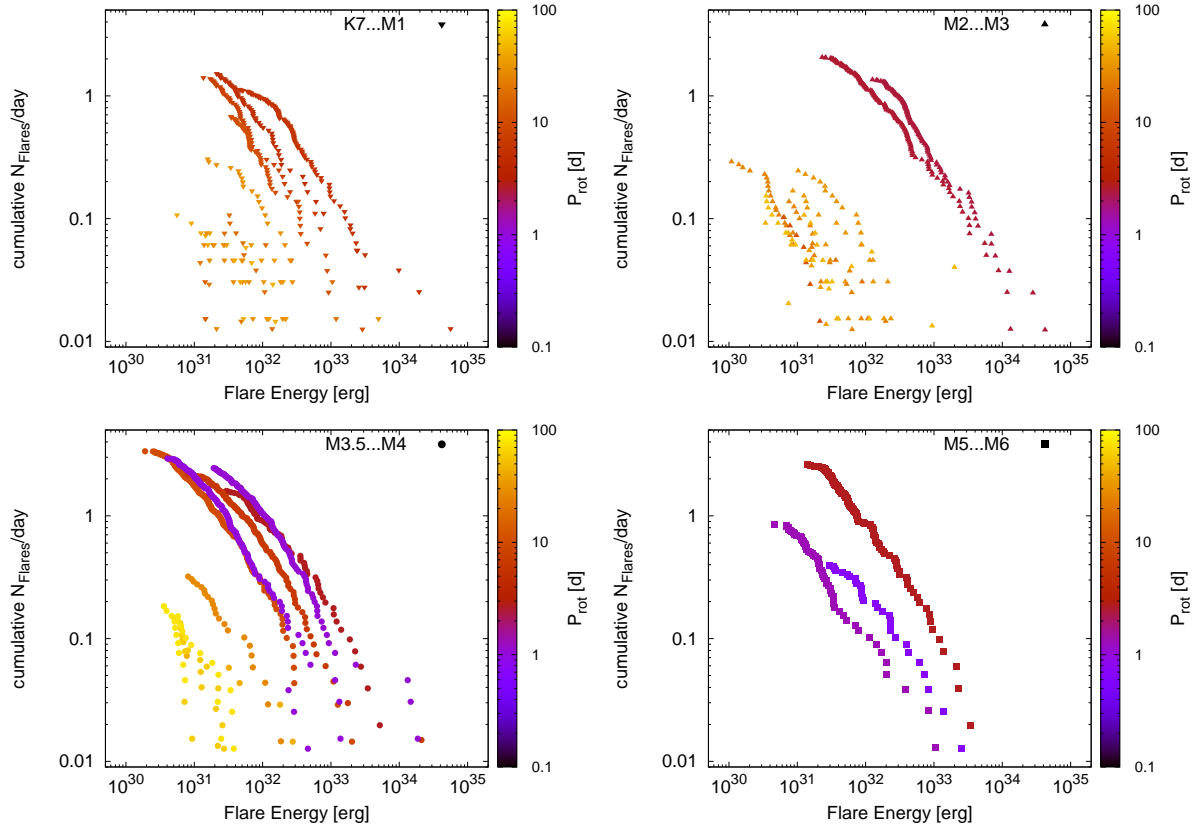 K7...M1
cumulative N_Flares/day
1
0.1
0.01
10^30 10^31 10^32 10^33 10^34 10^35
Flare Energy [erg]
100
10
1
0.1
P_rot [d]
M2...M3
cumulative N_Flares/day
1
0.1
0.01
10^30 10^31 10^32 10^33 10^34 10^35
Flare Energy [erg]
100
10
1
0.1
P_rot [d]
M3.5...M4
cumulative N_Flares/day
1
0.1
0.01
10^30 10^31 10^32 10^33 10^34 10^35
Flare Energy [erg]
100
10
1
0.1
P_rot [d]
M5...M6
cumulative N_Flares/day
1
0.1
0.01
10^30 10^31 10^32 10^33 10^34 10^35
Flare Energy [erg]
100
10
1
0.1
P_rot [d]